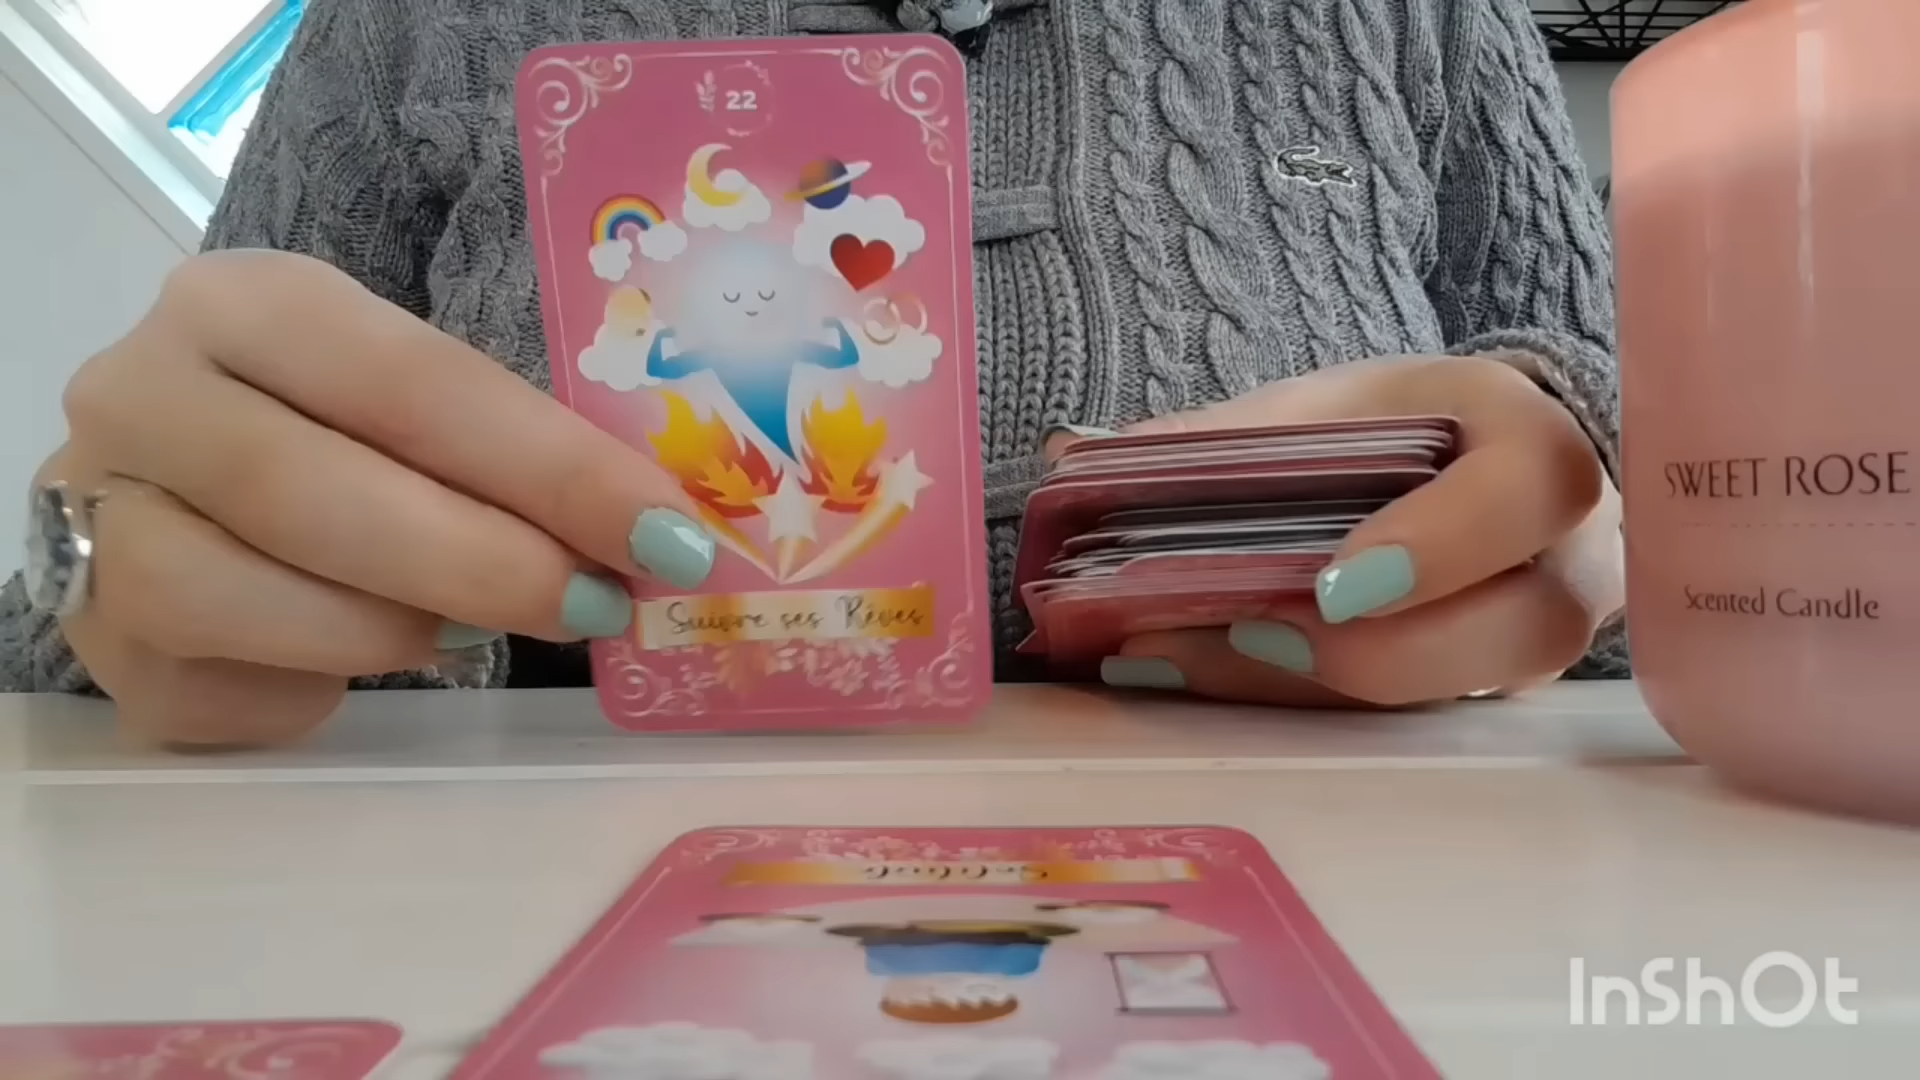 22
Suivre ses Rêves
SWEET ROSE
Scented Candle
InShOt